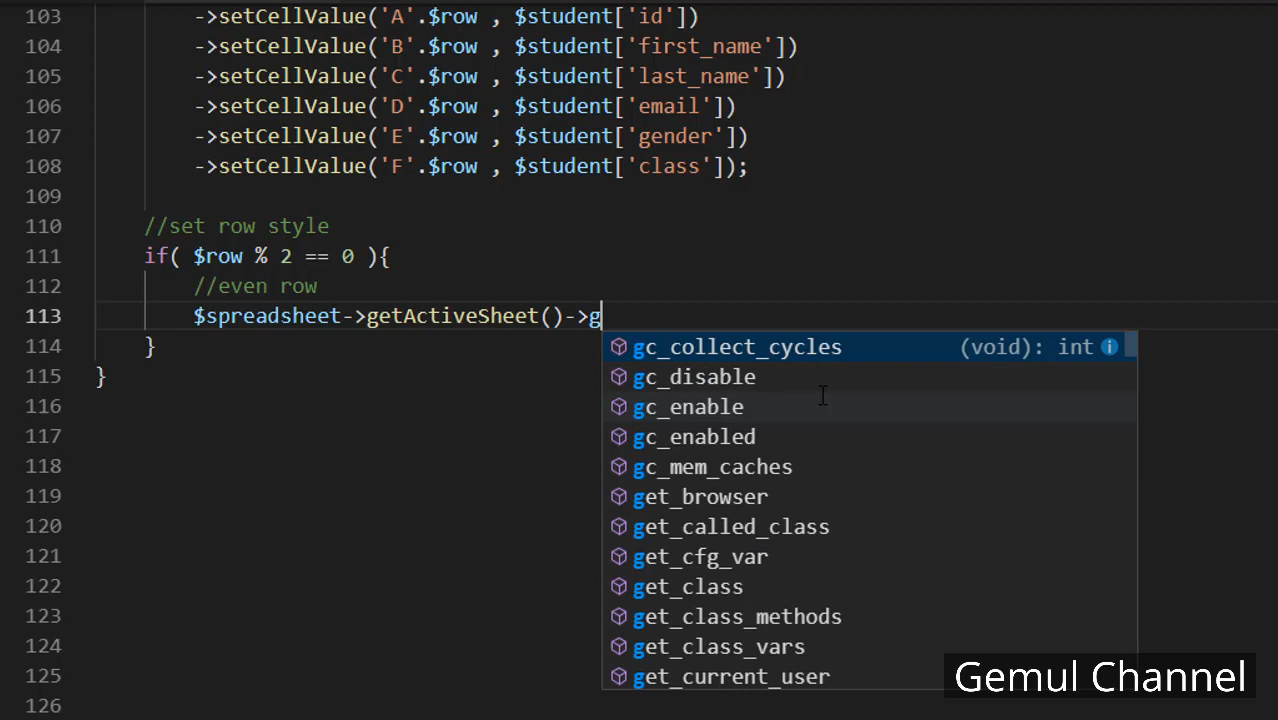 103 ->setCellValue('A'.$row , $student['id'])
104 ->setCellValue('B'.$row , $student['first_name'])
105 ->setCellValue('C'.$row , $student['last_name'])
106 ->setCellValue('D'.$row , $student['email'])
107 ->setCellValue('E'.$row , $student['gender'])
108 ->setCellValue('F'.$row , $student['class']);
109
110 //set row style
111 if( $row % 2 == 0 ){
112 //even row
113 $spreadsheet->getActiveSheet()->g
114 }
gc_collect_cycles (void): int
115 }
gc_disable
116
gc_enable
117
gc_enabled
118
gc_mem_caches
119
get_browser
120
get_called_class
121
get_cfg_var
122
get_class
123
get_class_methods
124
get_class_vars
125
get_current_user
126
Gemul Channel